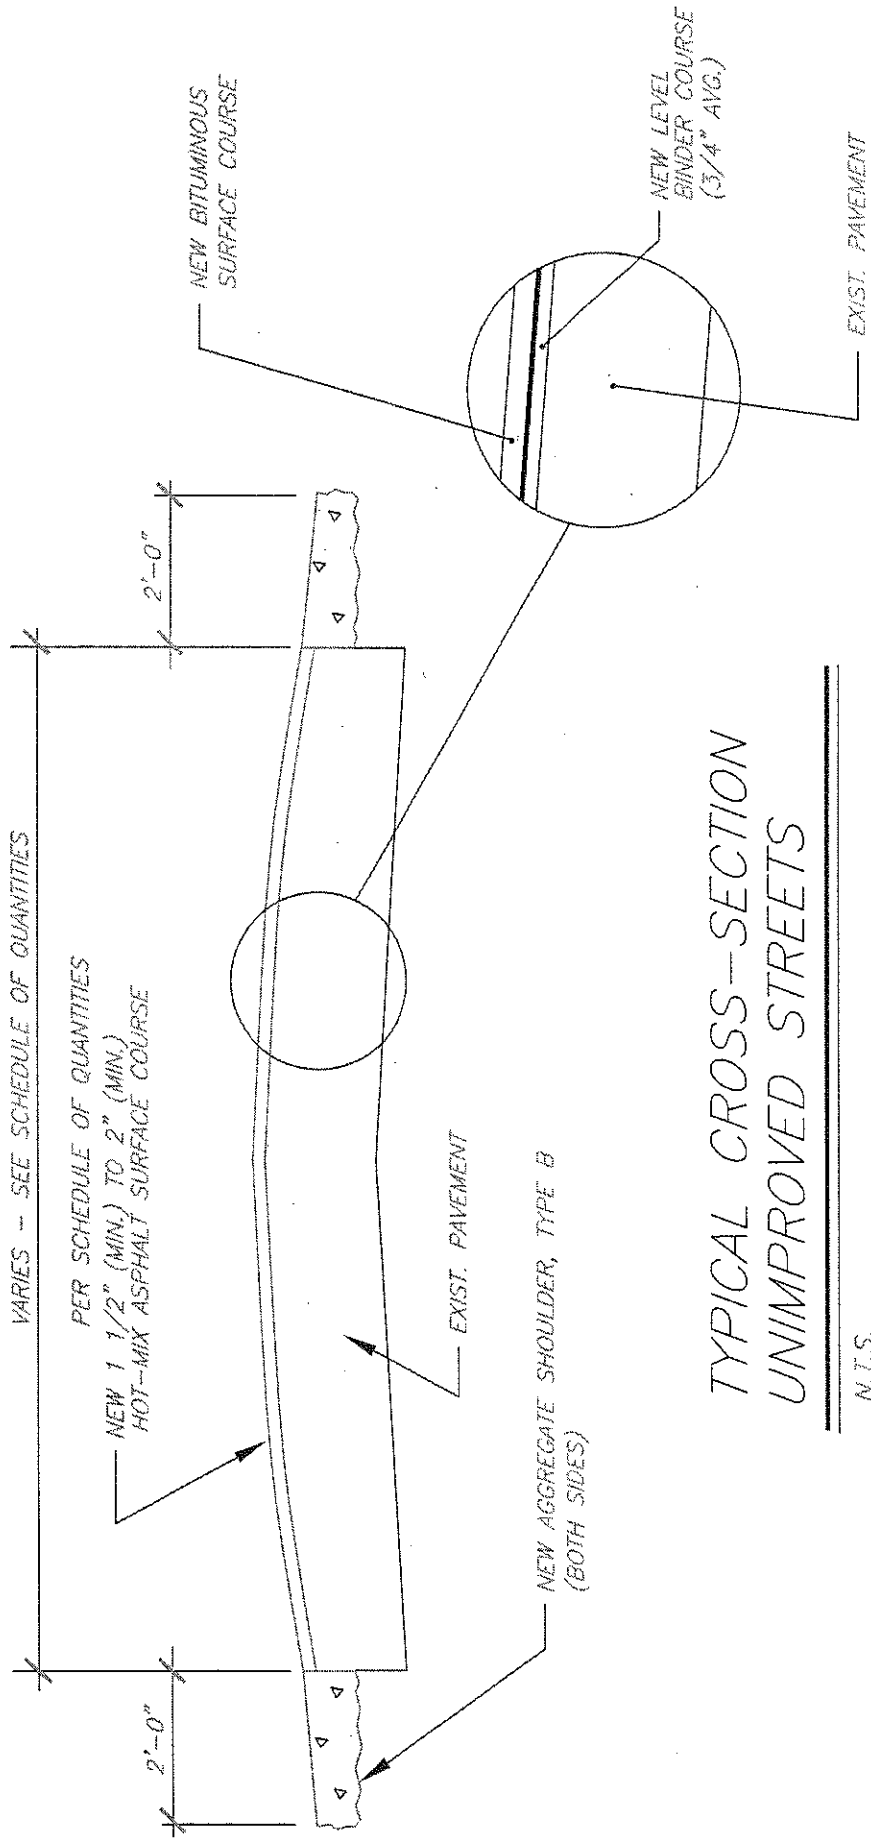 VARIES - SEE SCHEDULE OF QUANTITIES
PER SCHEDULE OF QUANTITIES
NEW 1 1/2" (MIN.) TO 2" (MIN.)
HOT-MIX ASPHALT SURFACE COURSE
2'-0"
2'-0"
NEW BITUMINOUS
SURFACE COURSE
EXIST. PAVEMENT
NEW AGGREGATE SHOULDER, TYPE B
(BOTH SIDES)
NEW LEVEL
BINDER COURSE
(3/4" AVG.)
EXIST. PAVEMENT
TYPICAL CROSS-SECTION
UNIMPROVED STREETS
N.T.S.